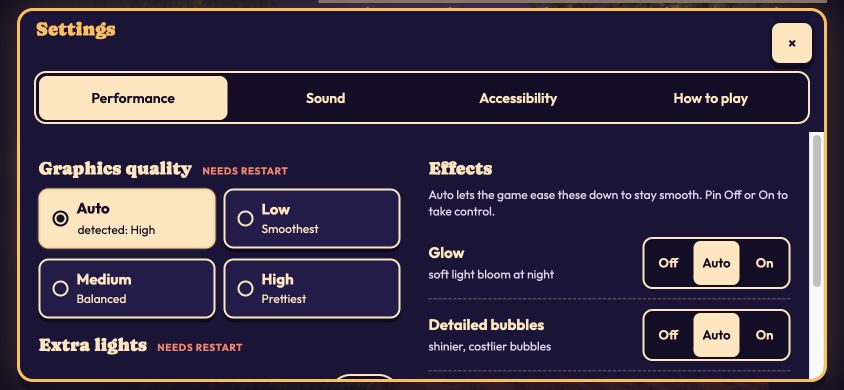 Settings
×
Performance
Sound
Accessibility
How to play
Graphics quality NEEDS RESTART
Auto
detected: High
Low
Smoothest
Medium
Balanced
High
Prettiest
Extra lights NEEDS RESTART
Effects
Auto lets the game ease these down to stay smooth. Pin Off or On to
take control.
Glow
soft light bloom at night
Off Auto On
Detailed bubbles
shinier, costlier bubbles
Off Auto On